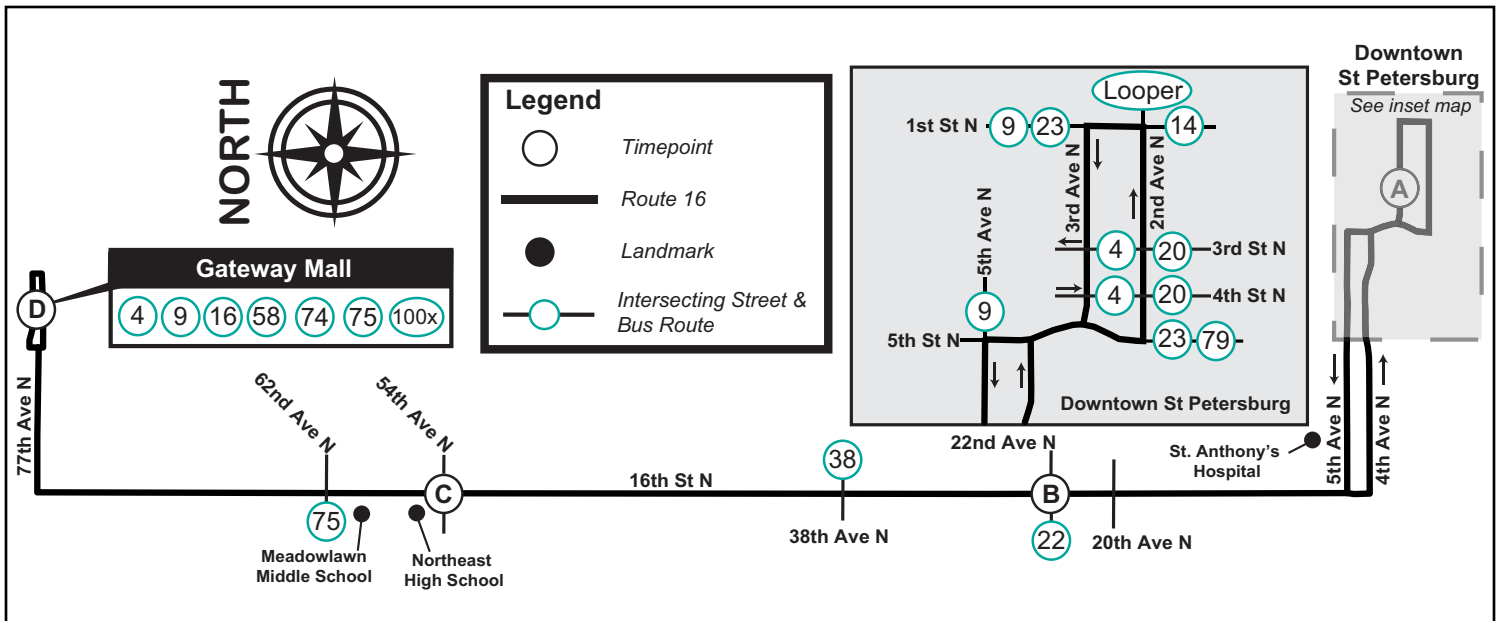 NORTH
Legend
Timepoint
Route 16
Landmark
Intersecting Street &
Bus Route
Gateway Mall
4 9 16 58 74 75 100x
D
77th Ave N
62nd Ave N
54th Ave N
75
C
Meadowlawn
Middle School
Northeast
High School
16th St N
38
38th Ave N
22nd Ave N
B
22
20th Ave N
Looper
1st St N 9 23 14
3rd Ave N
2nd Ave N
5th Ave N
4 20 3rd St N
4 20 4th St N
9
5th St N 23 79
Downtown St Petersburg
Downtown
St Petersburg
See inset map
A
St. Anthony's
Hospital
5th Ave N
4th Ave N